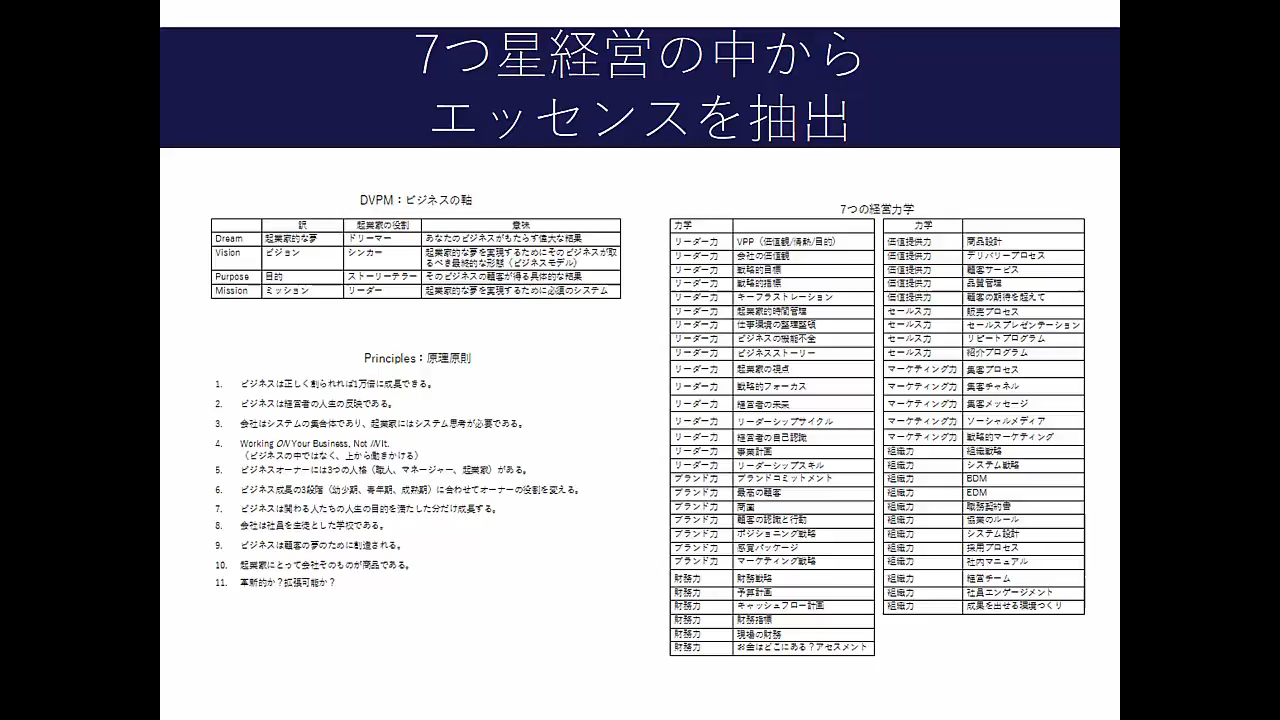 7つ星経営の中から
エッセンスを抽出
DVPM：ビジネスの軸
訳 起業家の役割 意味
Dream 起業家的な夢 ドリーマー あなたのビジネスがもたらす偉大な結果
Vision ビジョン シンカー 起業家的な夢を実現するためにそのビジネスが取
るべき最終的な形態（ビジネスモデル）
Purpose 目的 ストーリーテラー そのビジネスの顧客が得る具体的な結果
Mission ミッション リーダー 起業家的な夢を実現するために必須のシステム
Principles：原理原則
1. ビジネスは正しく創られれば1万倍に成長できる。
2. ビジネスは経営者の人生の反映である。
3. 会社はシステムの集合体であり、起業家にはシステム思考が必要である。
4. Working ON Your Business, Not IN It.
（ビジネスの中ではなく、上から働きかける）
5. ビジネスオーナーには3つの人格（職人、マネージャー、起業家）がある。
6. ビジネス成長の3段階（幼少期、青年期、成熟期）に合わせてオーナーの役割を変える。
7. ビジネスは関わる人たちの人生の目的を満たした分だけ成長する。
8. 会社は社員を生徒とした学校である。
9. ビジネスは顧客の夢のために創造される。
10. 起業家にとって会社そのものが商品である。
11. 革新的か？拡張可能か？
7つの経営力学
力学
リーダー力 VPP（価値観/情熱/目的）
リーダー力 会社の価値観
リーダー力 戦略的目標
リーダー力 戦略的指標
リーダー力 キーフラストレーション
リーダー力 起業家的時間管理
リーダー力 仕事環境の整理整頓
リーダー力 ビジネスの機能不全
リーダー力 ビジネスストーリー
リーダー力 起業家の視点
リーダー力 戦略的フォーカス
リーダー力 経営者の未来
リーダー力 リーダーシップサイクル
リーダー力 経営者の自己認識
リーダー力 事業計画
リーダー力 リーダーシップスキル
ブランド力 ブランドコミットメント
ブランド力 最高の顧客
ブランド力 商圏
ブランド力 顧客の認識と行動
ブランド力 ポジショニング戦略
ブランド力 感覚パッケージ
ブランド力 マーケティング戦略
財務力 財務戦略
財務力 予算計画
財務力 キャッシュフロー計画
財務力 財務指標
財務力 現場の財務
財務力 お金はどこにある？アセスメント
力学
価値提供力 商品設計
価値提供力 デリバリープロセス
価値提供力 顧客サービス
価値提供力 品質管理
価値提供力 顧客の期待を超えて
セールス力 販売プロセス
セールス力 セールスプレゼンテーション
セールス力 リピートプログラム
セールス力 紹介プログラム
マーケティング力 集客プロセス
マーケティング力 集客チャネル
マーケティング力 集客メッセージ
マーケティング力 ソーシャルメディア
マーケティング力 戦略的マーケティング
組織力 組織戦略
組織力 システム戦略
組織力 BDM
組織力 EDM
組織力 職務契約書
組織力 協業のルール
組織力 システム設計
組織力 採用プロセス
組織力 社内マニュアル
組織力 経営チーム
組織力 社員エンゲージメント
組織力 成果を出せる環境つくり